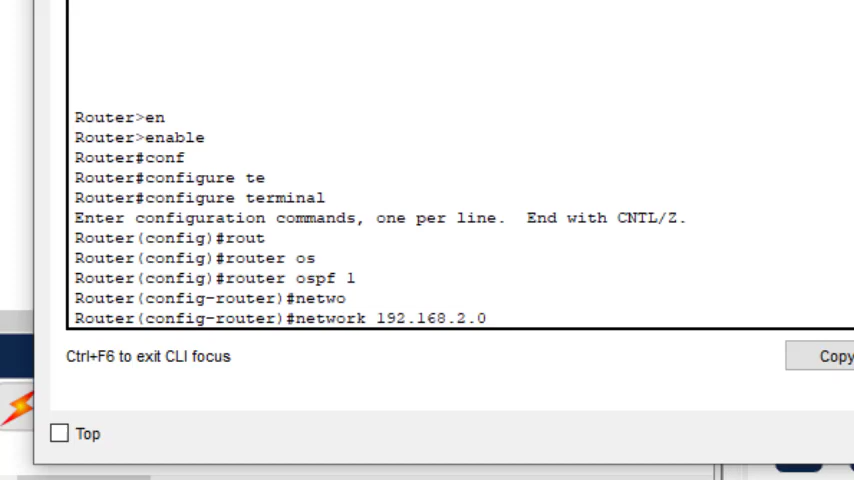 Router>en
Router>enable
Router#conf
Router#configure te
Router#configure terminal
Enter configuration commands, one per line.  End with CNTL/Z.
Router(config)#rout
Router(config)#router os
Router(config)#router ospf 1
Router(config-router)#netwo
Router(config-router)#network 192.168.2.0
Ctrl+F6 to exit CLI focus
Copy
Top